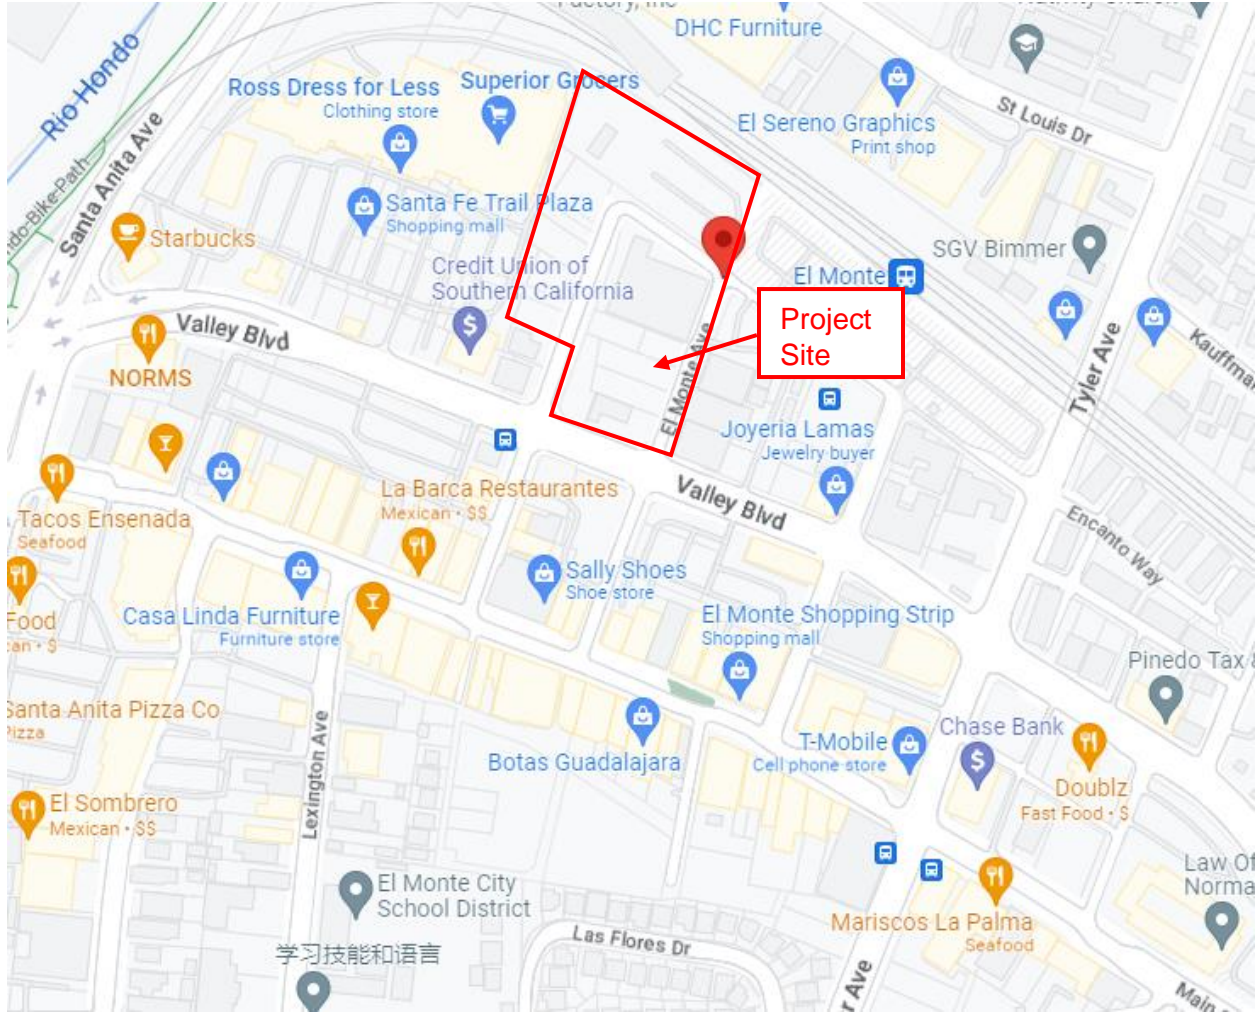 Factory, Inc
DHC Furniture
Rio Hondo
Santa Anita Ave
Ross Dress for Less
Clothing store
Superior Grocers
El Sereno Graphics
Print shop
St Louis Dr
Santa Fe Trail Plaza
Shopping mall
Starbucks
Credit Union of
Southern California
SGV Bimmer
El Monte
Project
Site
Valley Blvd
NORMS
El Monte Ave
Tyler Ave
Joyeria Lamas
Jewelry buyer
La Barca Restaurantes
Mexican • $$
Valley Blvd
Tacos Ensenada
Seafood
Encanto Way
Sally Shoes
Shoe store
Food
Casa Linda Furniture
Furniture store
El Monte Shopping Strip
Shopping mall
Pinedo Tax
Santa Anita Pizza Co
Pizza
Lexington Ave
Botas Guadalajara
T-Mobile
Cell phone store
Chase Bank
$
Doublz
Fast Food • $
El Sombrero
Mexican • $$
El Monte City
School District
Law Of
Norma
Mariscos La Palma
Seafood
Las Flores Dr
学习技能和语言
Ave
Main